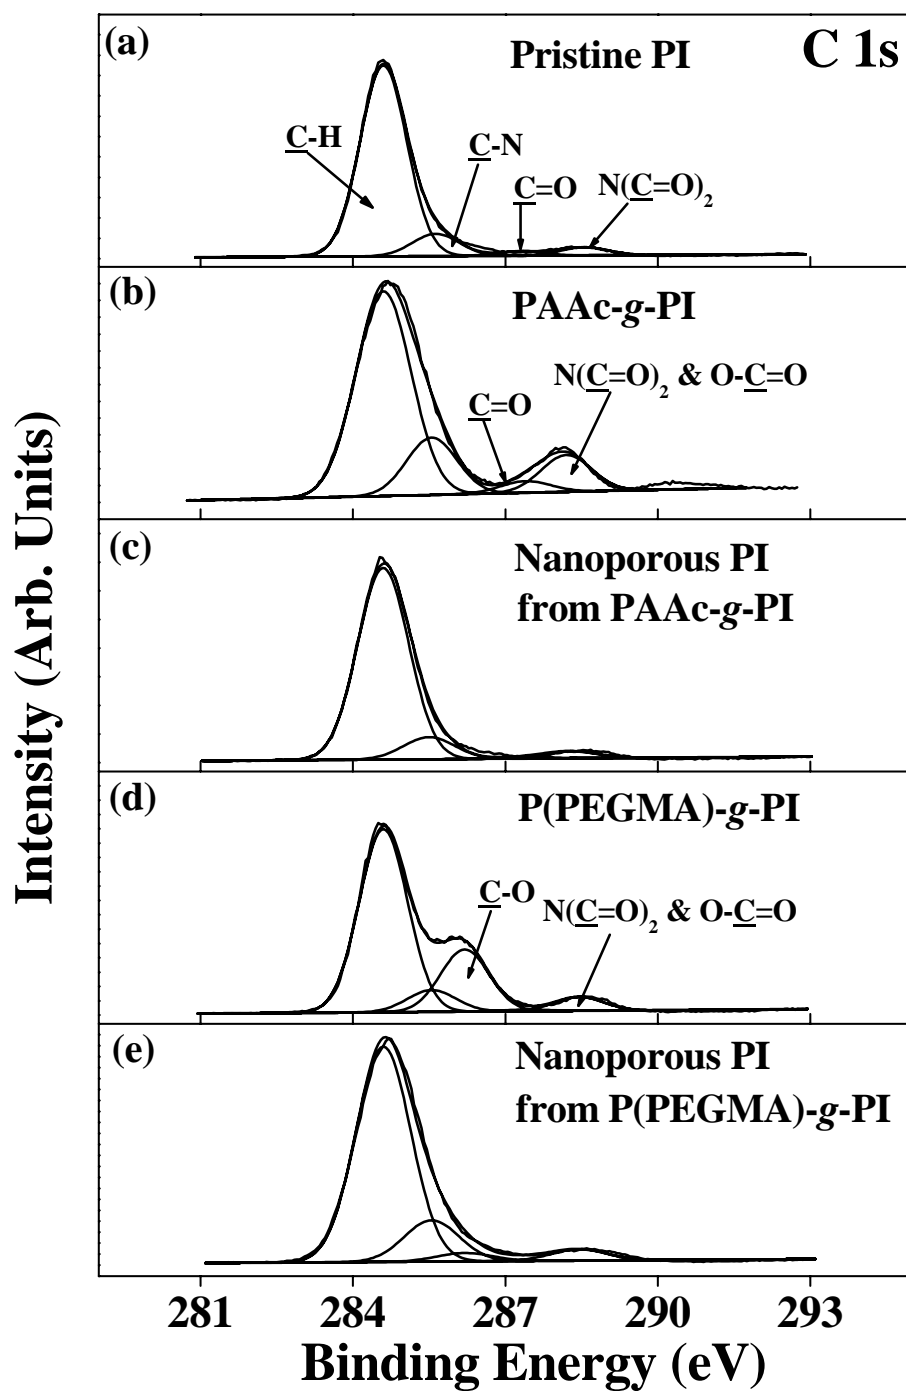 (a)
Pristine PI
C 1s
C-H
C-N
C=O
N(C=O)2
(b)
PAAc-g-PI
C=O
N(C=O)2 & O-C=O
(c)
Nanoporous PI
from PAAc-g-PI
(d)
P(PEGMA)-g-PI
C-O
N(C=O)2 & O-C=O
(e)
Nanoporous PI
from P(PEGMA)-g-PI
Intensity (Arb. Units)
281 284 287 290 293
Binding Energy (eV)